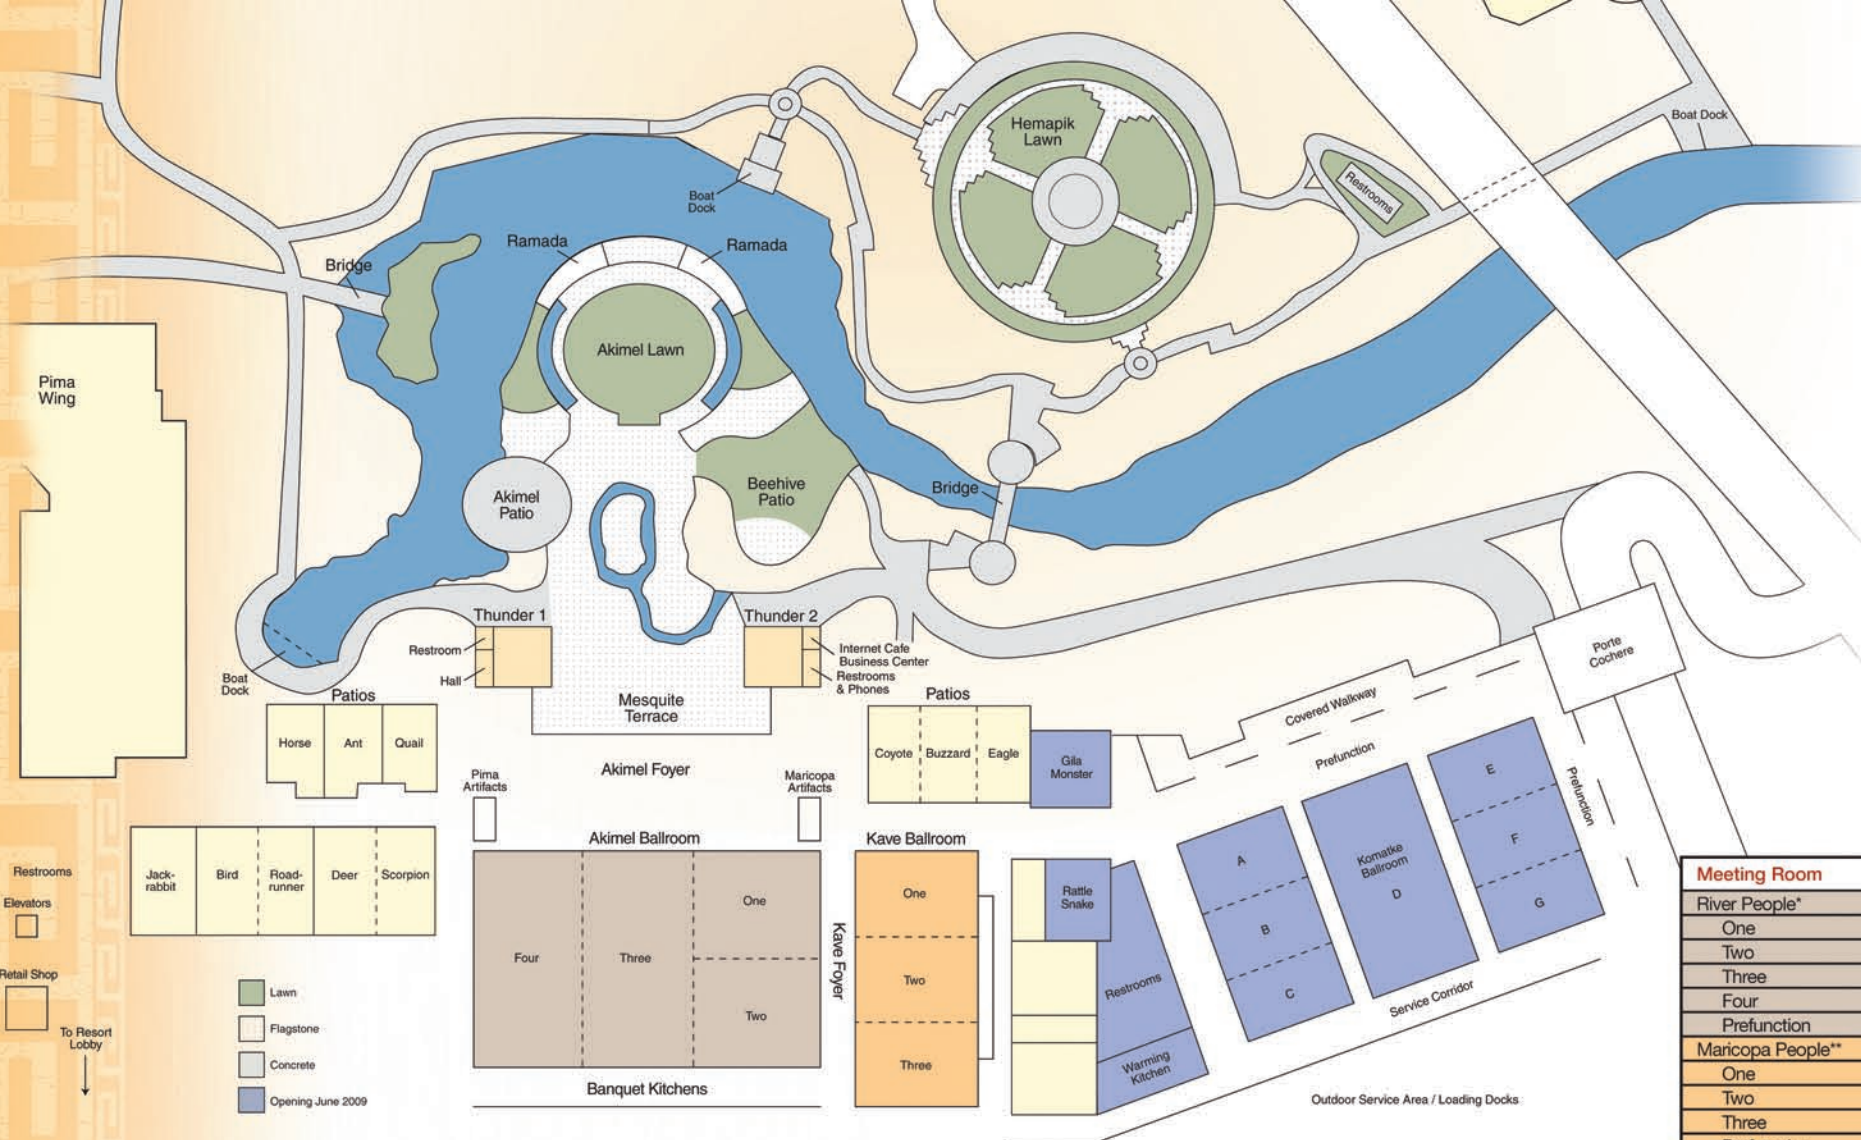 Hemapik
Lawn
Boat Dock
Restrooms
Boat
Dock
Ramada
Ramada
Bridge
Akimel Lawn
Pima
Wing
Akimel
Patio
Beehive
Patio
Bridge
Thunder 1
Thunder 2
Restroom
Hall
Internet Cafe
Business Center
Restrooms
& Phones
Porte
Cochere
Boat
Dock
Patios
Mesquite
Terrace
Patios
Covered Walkway
Horse
Ant
Quail
Coyote
Buzzard
Eagle
Gila
Monster
Prefunction
Prefunction
Akimel Foyer
Pima
Artifacts
Maricopa
Artifacts
Akimel Ballroom
Kave Ballroom
E
F
G
A
B
C
Komatke
Ballroom
D
Jack-
rabbit
Bird
Road-
runner
Deer
Scorpion
Restrooms
Elevators
Retail Shop
To Resort
Lobby
Four
Three
One
Two
Kave Foyer
One
Two
Three
Rattle
Snake
Restrooms
Warming
Kitchen
Service Corridor
Lawn
Flagstone
Concrete
Opening June 2009
Banquet Kitchens
Outdoor Service Area / Loading Docks
Meeting Room
River People*
One
Two
Three
Four
Prefunction
Maricopa People**
One
Two
Three